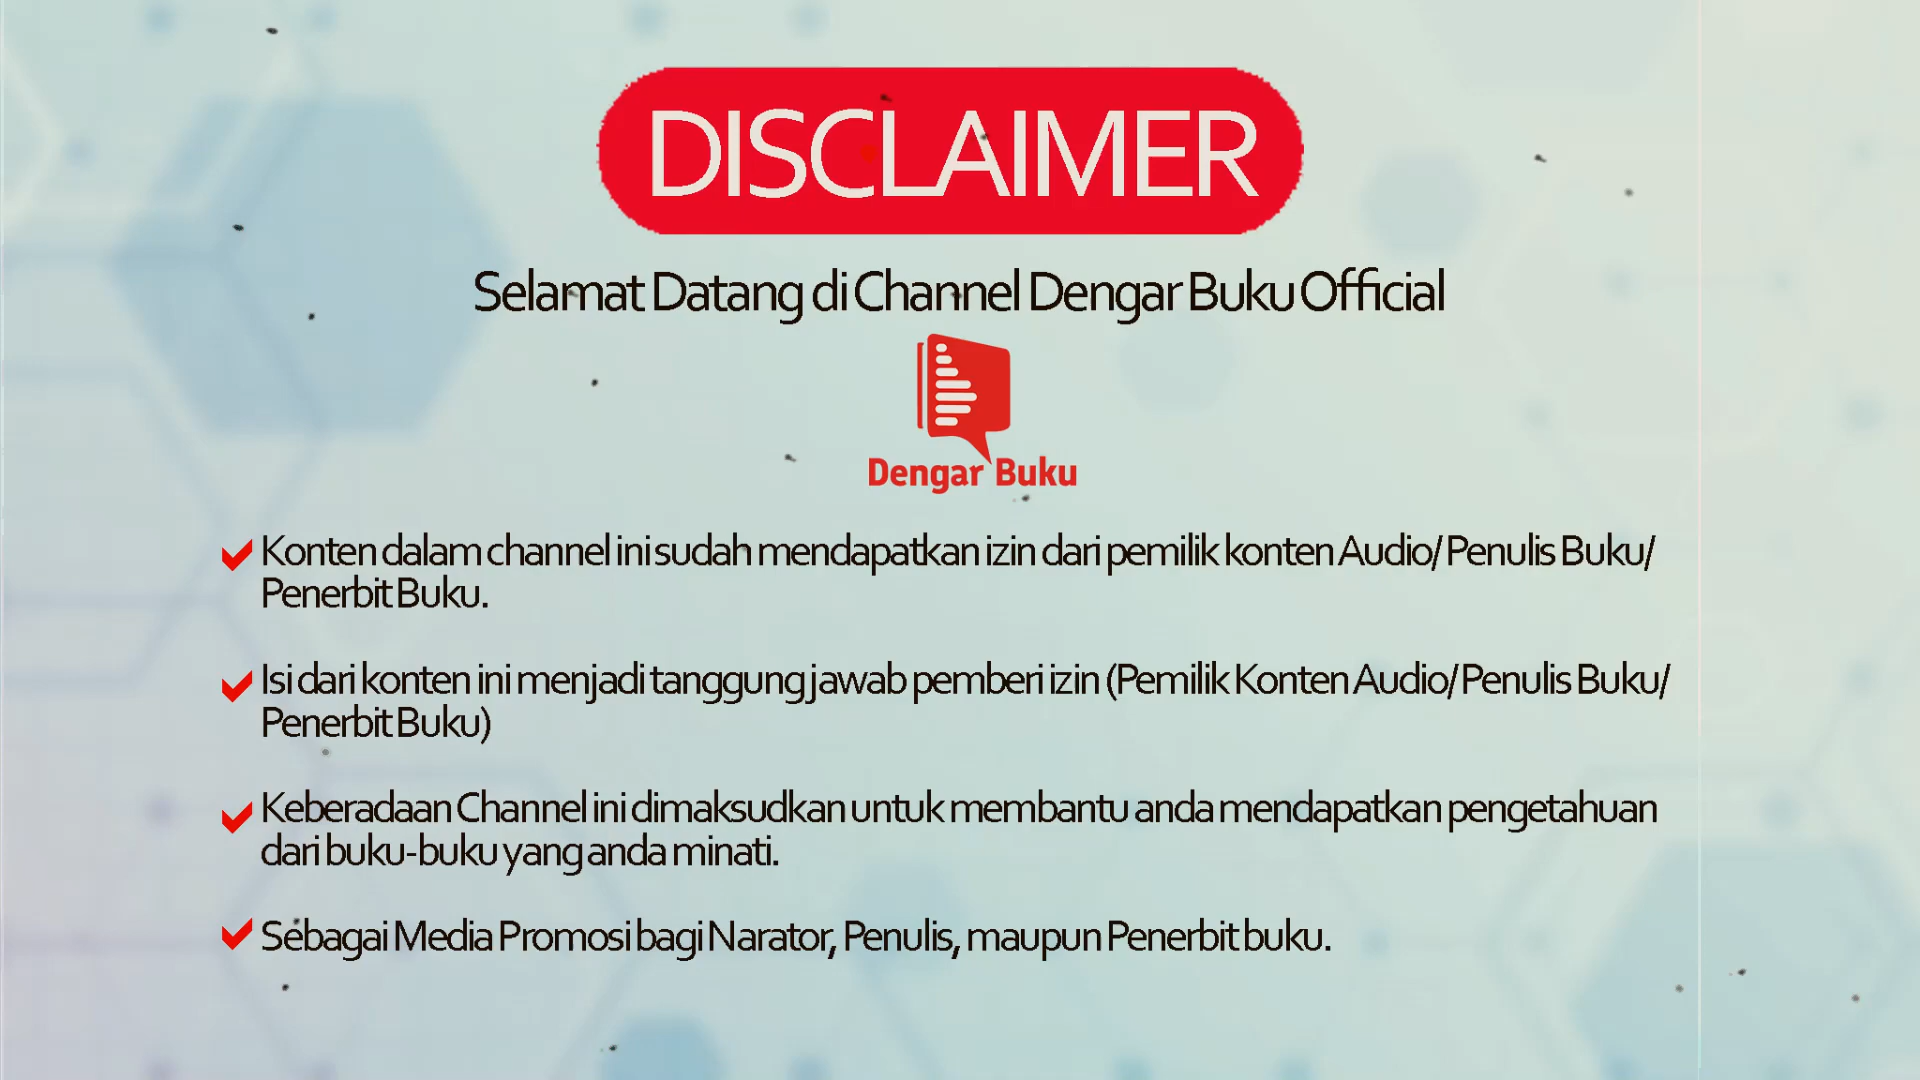 DISCLAIMER
Selamat Datang di Channel Dengar Buku Official
Dengar Buku
Konten dalam channel ini sudah mendapatkan izin dari pemilik konten Audio/ Penulis Buku/
Penerbit Buku.
Isi dari konten ini menjadi tanggung jawab pemberi izin (Pemilik Konten Audio/ Penulis Buku/
Penerbit Buku)
Keberadaan Channel ini dimaksudkan untuk membantu anda mendapatkan pengetahuan
dari buku-buku yang anda minati.
Sebagai Media Promosi bagi Narator, Penulis, maupun Penerbit buku.